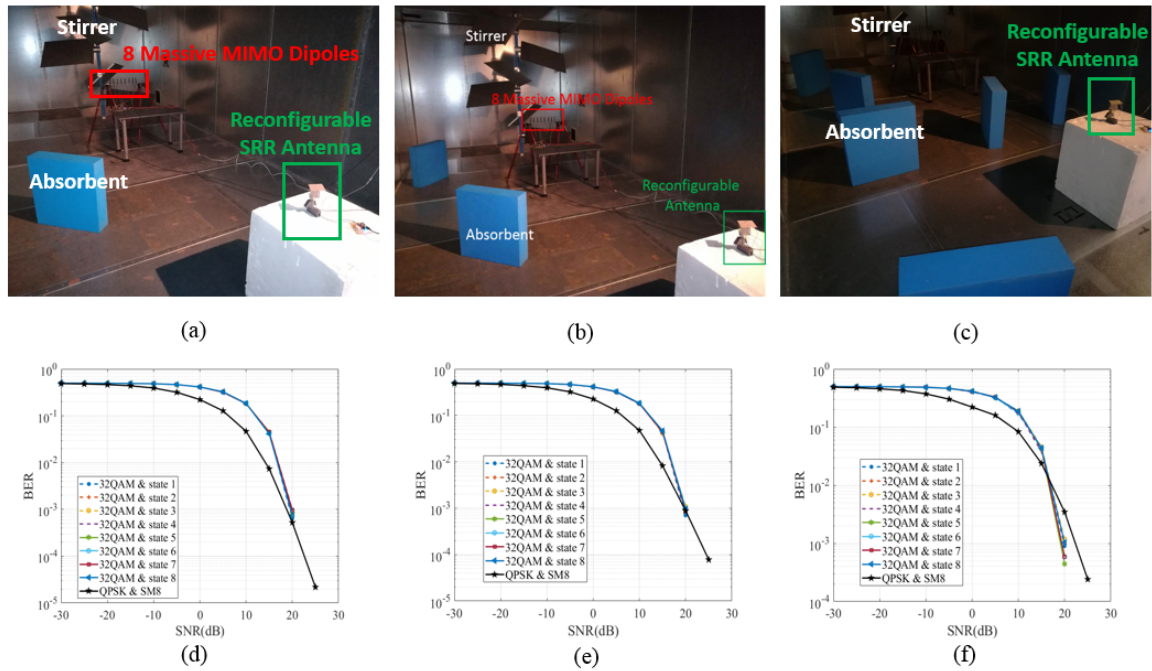 Stirrer
8 Massive MIMO Dipoles
Reconfigurable
SRR Antenna
Absorbent
Stirrer
8 Massive MIMO Dipoles
Reconfigurable
Antenna
Absorbent
Stirrer
Reconfigurable
SRR Antenna
Absorbent
(a)
(b)
(c)
10^0
10^-1
10^-2
10^-3
10^-4
10^-5
BER
32QAM & state 1
32QAM & state 2
32QAM & state 3
32QAM & state 4
32QAM & state 5
32QAM & state 6
32QAM & state 7
32QAM & state 8
QPSK & SM8
-30 -20 -10 0 10 20 30
SNR(dB)
(d)
10^0
10^-1
10^-2
10^-3
10^-4
10^-5
BER
32QAM & state 1
32QAM & state 2
32QAM & state 3
32QAM & state 4
32QAM & state 5
32QAM & state 6
32QAM & state 7
32QAM & state 8
QPSK & SM8
-30 -20 -10 0 10 20 30
SNR(dB)
(e)
10^0
10^-1
10^-2
10^-3
10^-4
BER
32QAM & state 1
32QAM & state 2
32QAM & state 3
32QAM & state 4
32QAM & state 5
32QAM & state 6
32QAM & state 7
32QAM & state 8
QPSK & SM8
-30 -20 -10 0 10 20 30
SNR(dB)
(f)